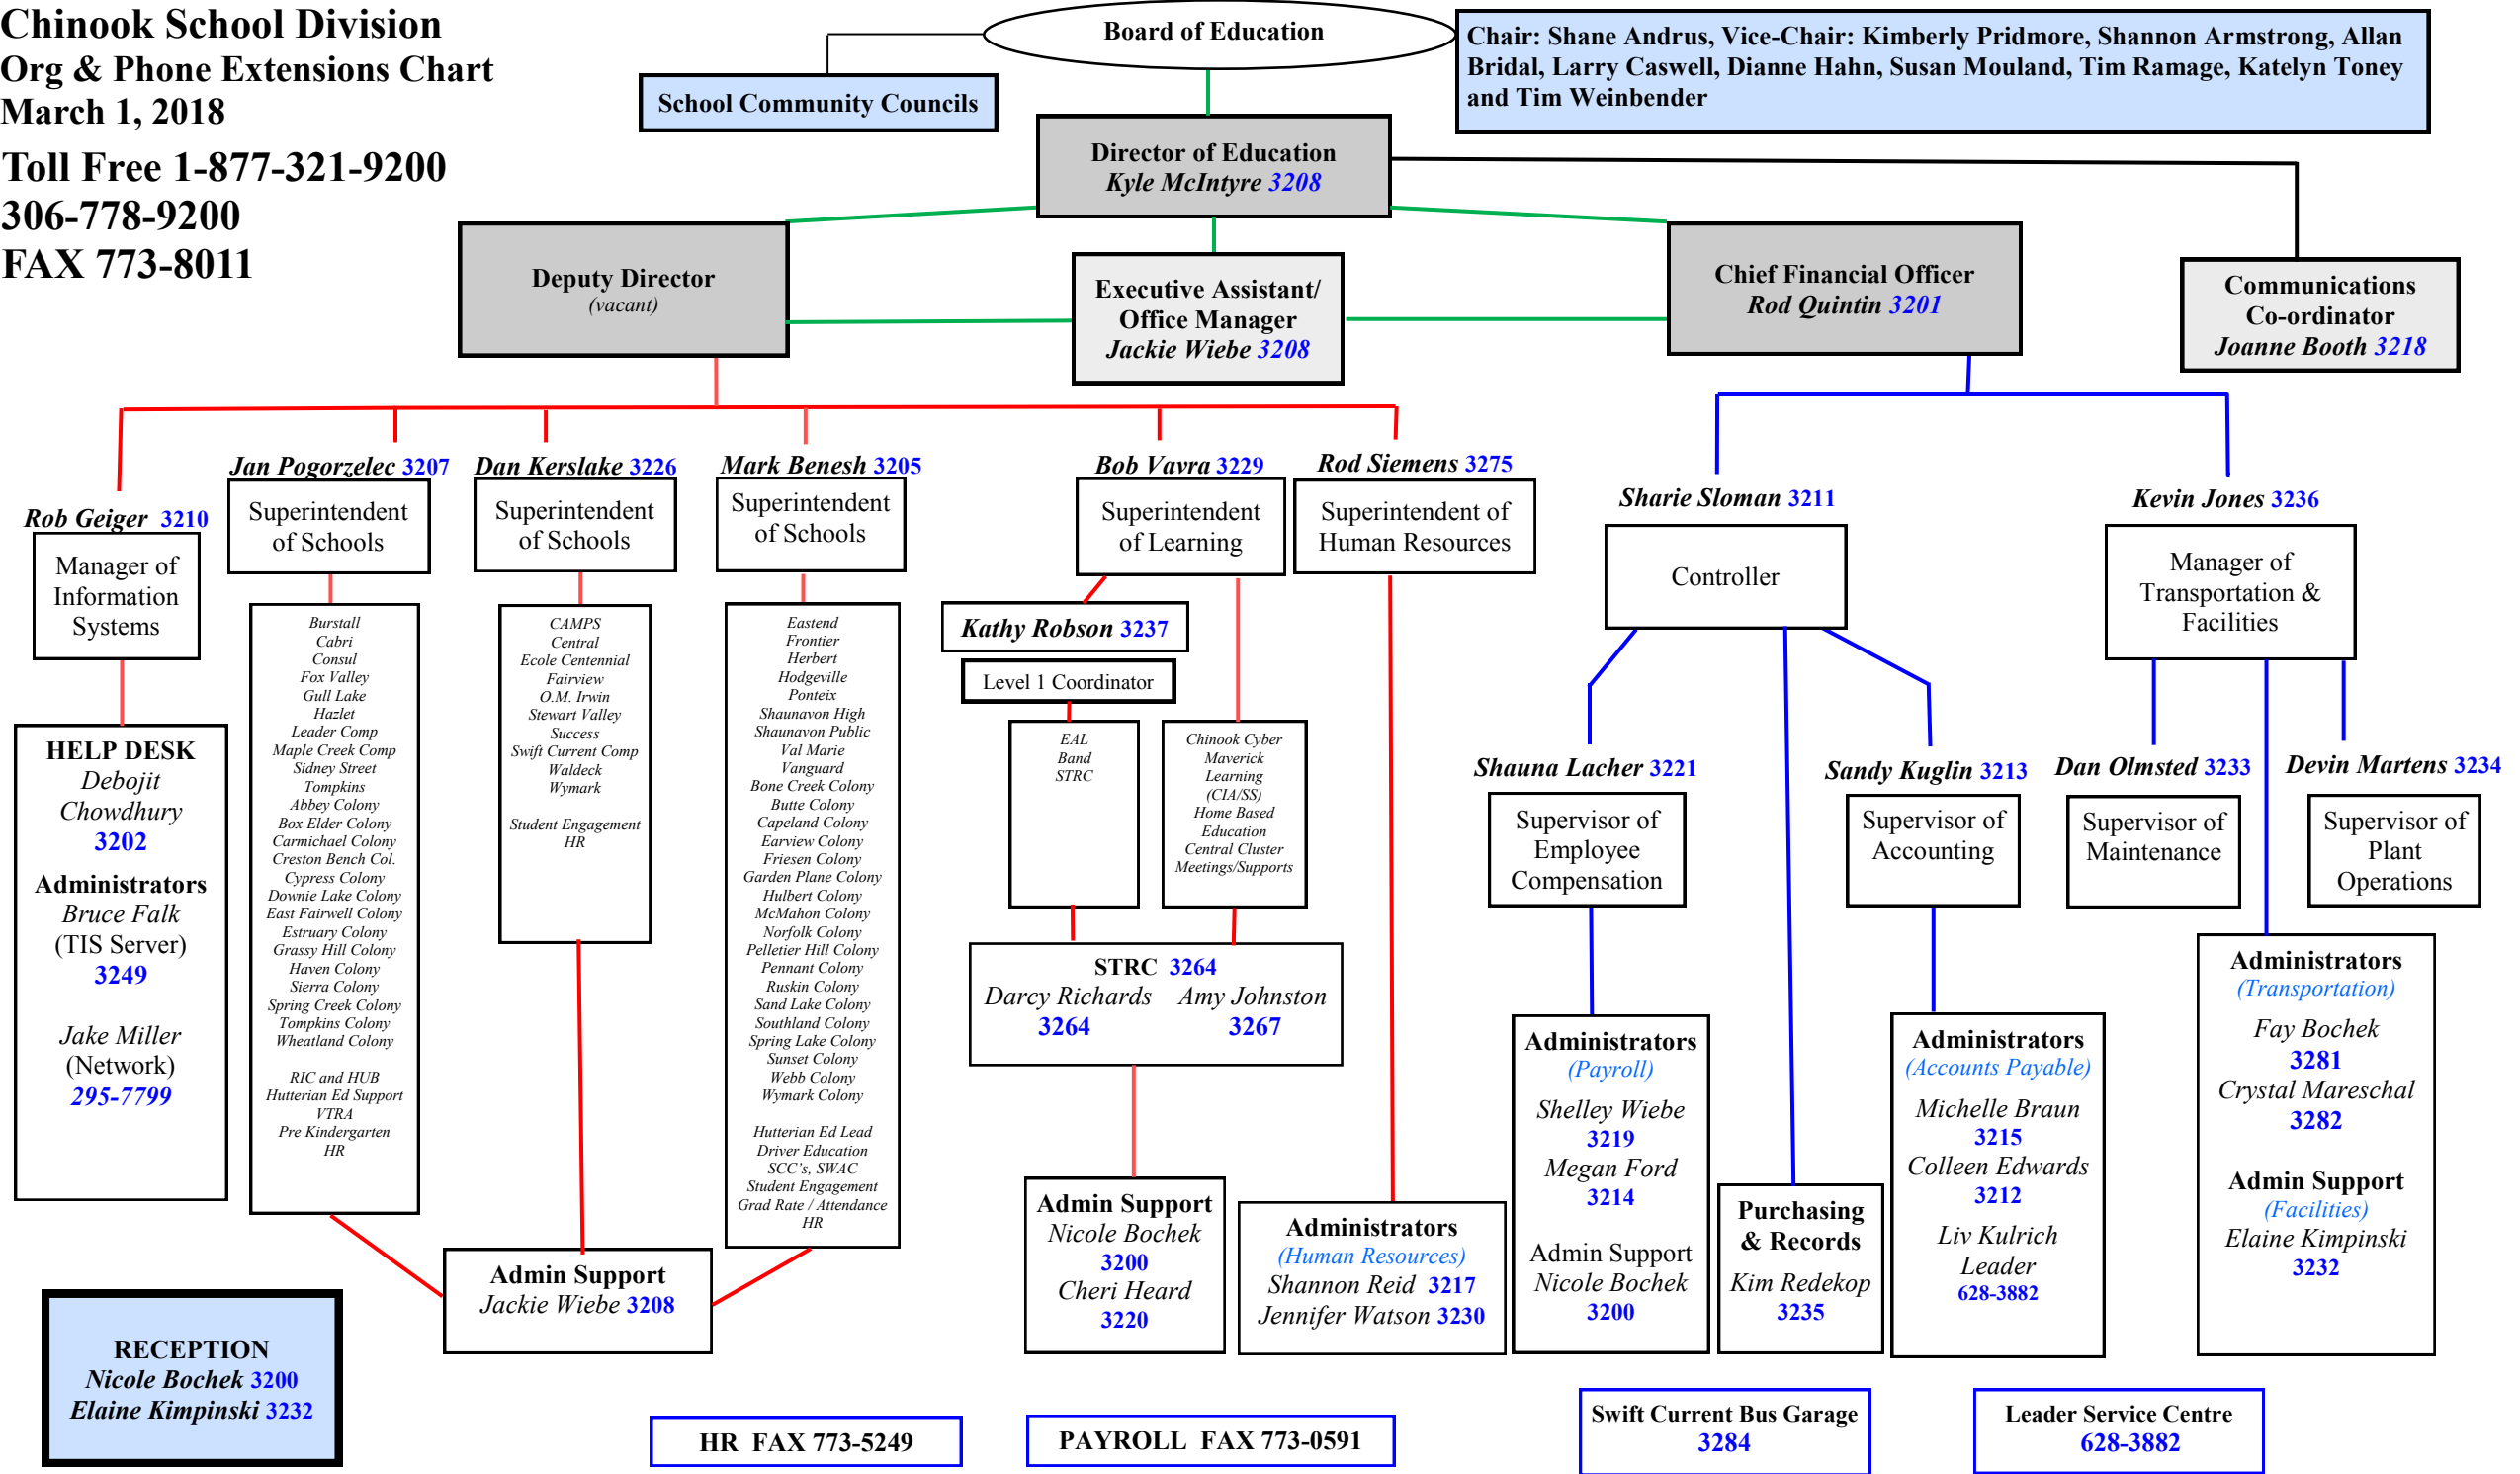 Chinook School Division
Org & Phone Extensions Chart
March 1, 2018
Toll Free 1-877-321-9200
306-778-9200
FAX 773-8011
Board of Education
School Community Councils
Chair: Shane Andrus, Vice-Chair: Kimberly Pridmore, Shannon Armstrong, Allan
Bridal, Larry Caswell, Dianne Hahn, Susan Mouland, Tim Ramage, Katelyn Toney
and Tim Weinbender
Director of Education
Kyle McIntyre 3208
Deputy Director
(vacant)
Executive Assistant/
Office Manager
Jackie Wiebe 3208
Chief Financial Officer
Rod Quintin 3201
Communications
Co-ordinator
Joanne Booth 3218
Rob Geiger 3210
Manager of
Information
Systems
HELP DESK
Debojit
Chowdhury
3202
Administrators
Bruce Falk
(TIS Server)
3249
Jake Miller
(Network)
295-7799
Jan Pogorzelec 3207
Superintendent
of Schools
Burstall
Cabri
Consul
Fox Valley
Gull Lake
Hazlet
Leader Comp
Maple Creek Comp
Sidney Street
Tompkins
Abbey Colony
Box Elder Colony
Carmichael Colony
Creston Bench Col.
Cypress Colony
Downie Lake Colony
East Fairwell Colony
Estruary Colony
Grassy Hill Colony
Haven Colony
Sierra Colony
Spring Creek Colony
Tompkins Colony
Wheatland Colony
RIC and HUB
Hutterian Ed Support
VTRA
Pre Kindergarten
HR
Dan Kerslake 3226
Superintendent
of Schools
CAMPS
Central
Ecole Centennial
Fairview
O.M. Irwin
Stewart Valley
Success
Swift Current Comp
Waldeck
Wymark
Student Engagement
HR
Mark Benesh 3205
Superintendent
of Schools
Eastend
Frontier
Herbert
Hodgeville
Ponteix
Shaunavon High
Shaunavon Public
Val Marie
Vanguard
Bone Creek Colony
Butte Colony
Capeland Colony
Earview Colony
Friesen Colony
Garden Plane Colony
Hulbert Colony
McMahon Colony
Norfolk Colony
Pelletier Hill Colony
Pennant Colony
Ruskin Colony
Sand Lake Colony
Southland Colony
Spring Lake Colony
Sunset Colony
Webb Colony
Wymark Colony
Hutterian Ed Lead
Driver Education
SCC's, SWAC
Student Engagement
Grad Rate / Attendance
HR
Admin Support
Jackie Wiebe 3208
Bob Vavra 3229
Superintendent
of Learning
Kathy Robson 3237
Level 1 Coordinator
EAL
Band
STRC
Chinook Cyber
Maverick
Learning
(CIA/SS)
Home Based
Education
Central Cluster
Meetings/Supports
STRC 3264
Darcy Richards Amy Johnston
3264 3267
Admin Support
Nicole Bochek
3200
Cheri Heard
3220
Rod Siemens 3275
Superintendent of
Human Resources
Administrators
(Human Resources)
Shannon Reid 3217
Jennifer Watson 3230
Sharie Sloman 3211
Controller
Shauna Lacher 3221
Supervisor of
Employee
Compensation
Administrators
(Payroll)
Shelley Wiebe
3219
Megan Ford
3214
Admin Support
Nicole Bochek
3200
Purchasing
& Records
Kim Redekop
3235
Sandy Kuglin 3213
Supervisor of
Accounting
Administrators
(Accounts Payable)
Michelle Braun
3215
Colleen Edwards
3212
Liv Kulrich
Leader
628-3882
Kevin Jones 3236
Manager of
Transportation &
Facilities
Dan Olmsted 3233
Supervisor of
Maintenance
Devin Martens 3234
Supervisor of
Plant
Operations
Administrators
(Transportation)
Fay Bochek
3281
Crystal Mareschal
3282
Admin Support
(Facilities)
Elaine Kimpinski
3232
RECEPTION
Nicole Bochek 3200
Elaine Kimpinski 3232
HR FAX 773-5249
PAYROLL FAX 773-0591
Swift Current Bus Garage
3284
Leader Service Centre
628-3882